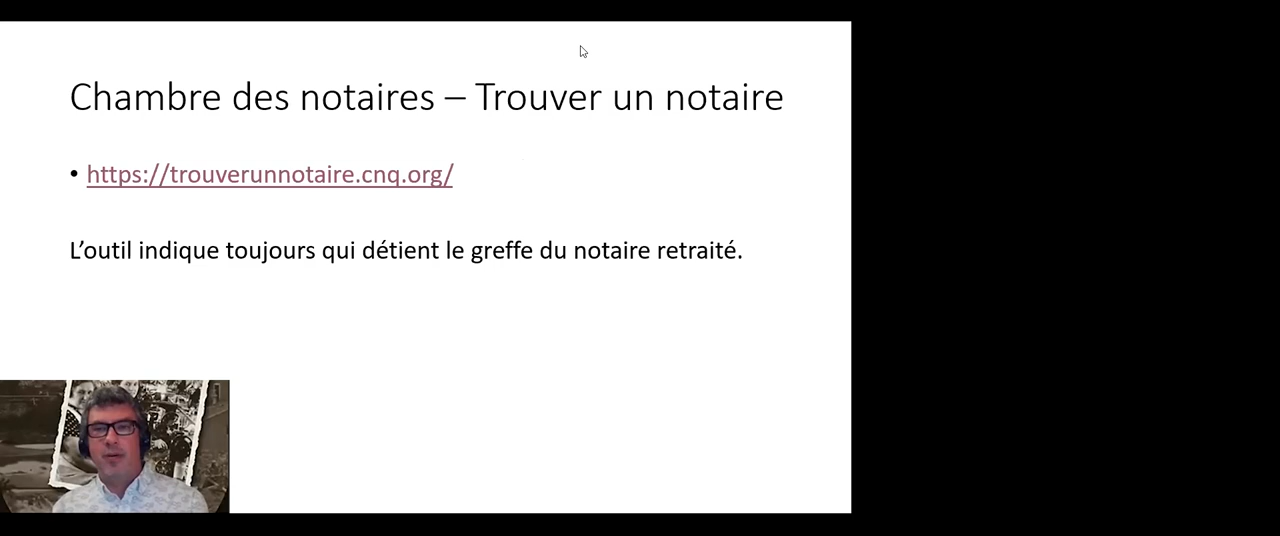 Chambre des notaires – Trouver un notaire
• https://trouverunnotaire.cnq.org/
L’outil indique toujours qui détient le greffe du notaire retraité.